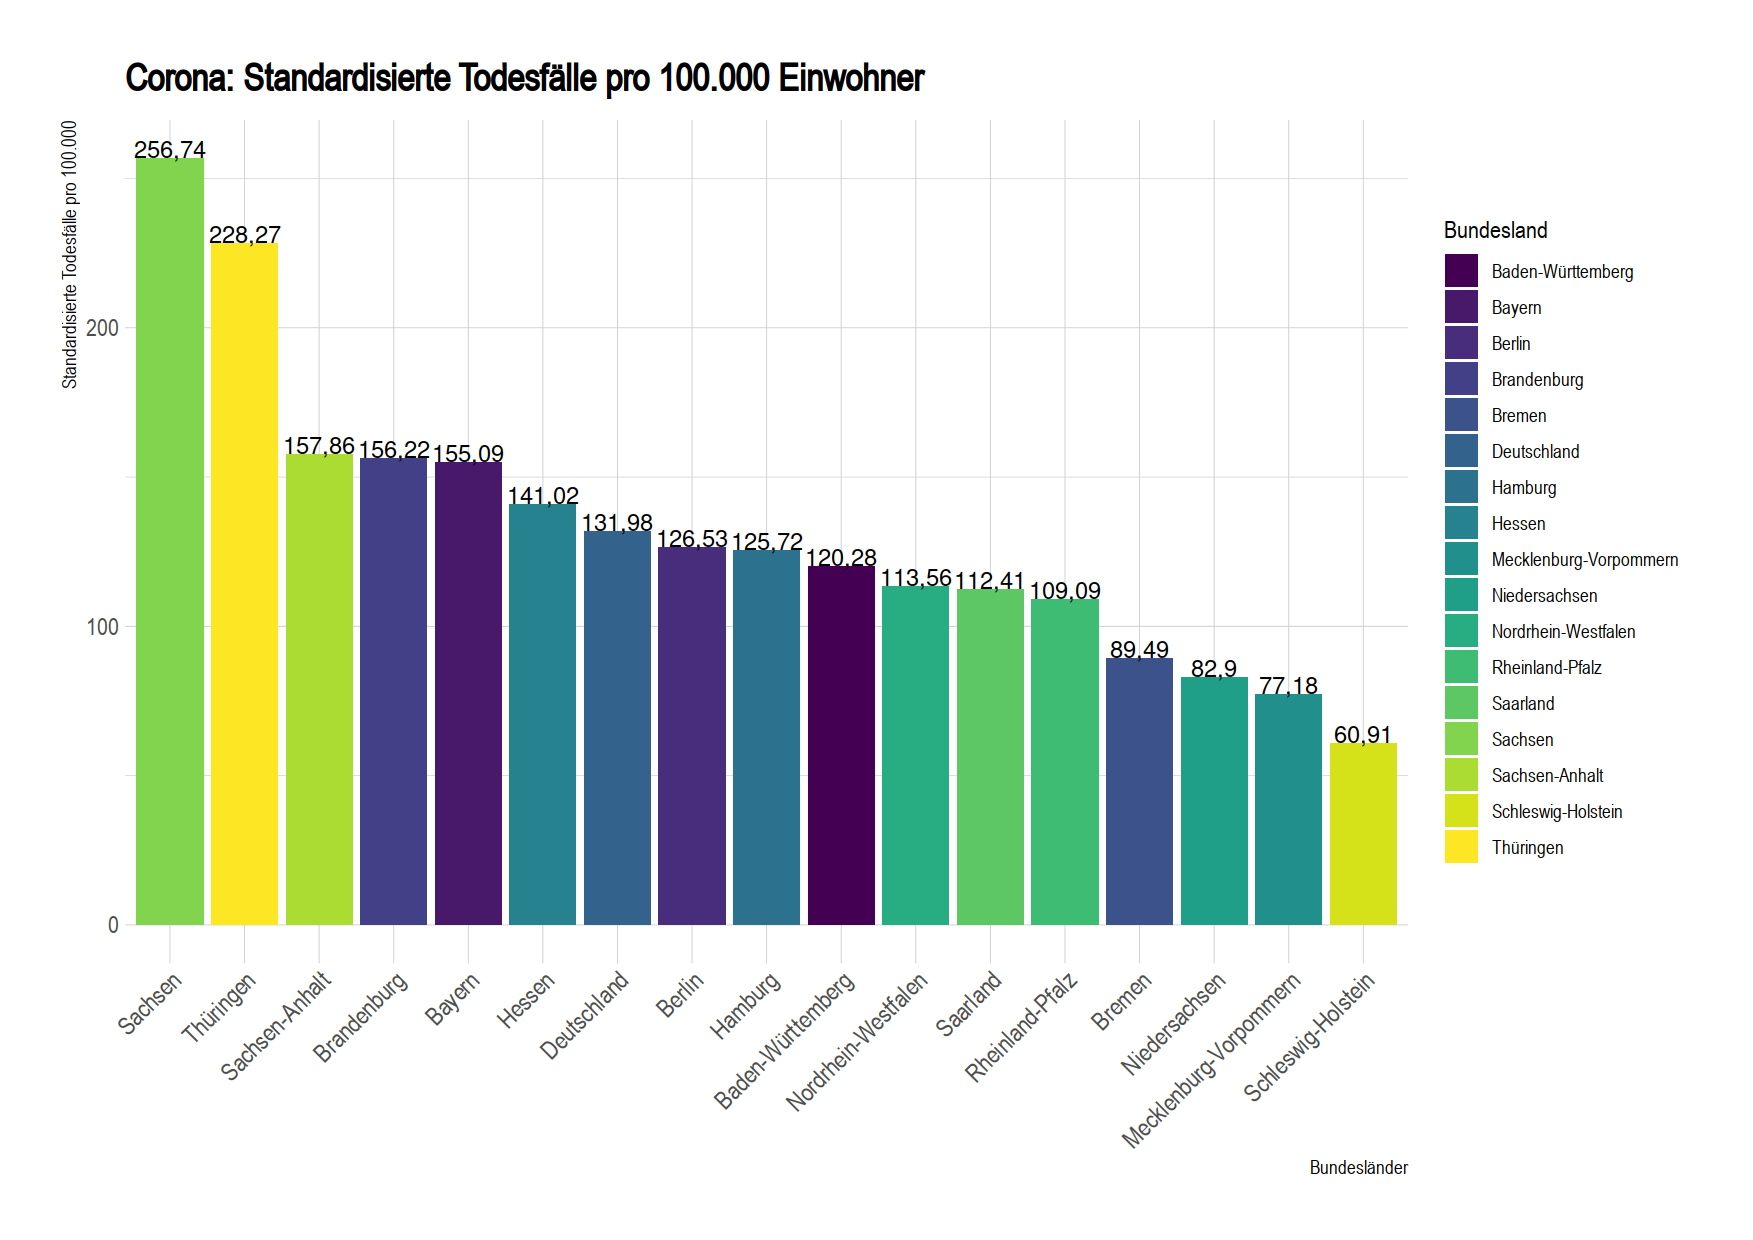 Corona: Standardisierte Todesfälle pro 100.000 Einwohner
Standardisierte Todesfälle pro 100.000
200
100
0
256,74
228,27
157,86
156,22
155,09
141,02
131,98
126,53
125,72
120,28
113,56
112,41
109,09
89,49
82,9
77,18
60,91
Sachsen
Thüringen
Sachsen-Anhalt
Brandenburg
Bayern
Hessen
Deutschland
Berlin
Hamburg
Baden-Württemberg
Nordrhein-Westfalen
Saarland
Rheinland-Pfalz
Bremen
Niedersachsen
Mecklenburg-Vorpommern
Schleswig-Holstein
Bundesländer
Bundesland
Baden-Württemberg
Bayern
Berlin
Brandenburg
Bremen
Deutschland
Hamburg
Hessen
Mecklenburg-Vorpommern
Niedersachsen
Nordrhein-Westfalen
Rheinland-Pfalz
Saarland
Sachsen
Sachsen-Anhalt
Schleswig-Holstein
Thüringen